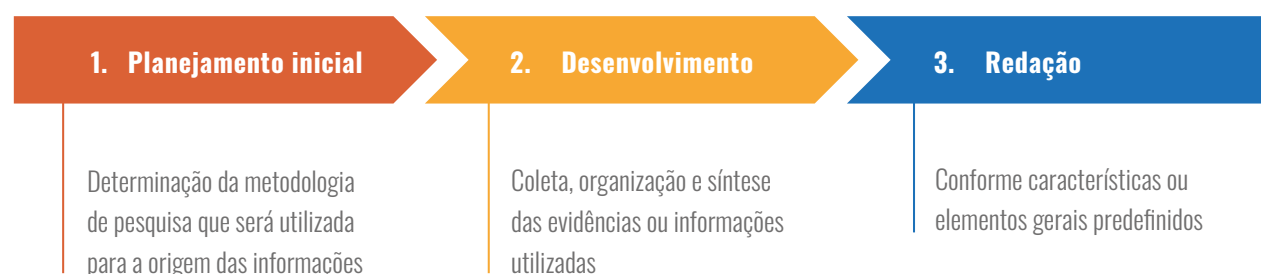 1. Planejamento inicial
Determinação da metodologia
de pesquisa que será utilizada
para a origem das informações
2. Desenvolvimento
Coleta, organização e síntese
das evidências ou informações
utilizadas
3. Redação
Conforme características ou
elementos gerais predefinidos